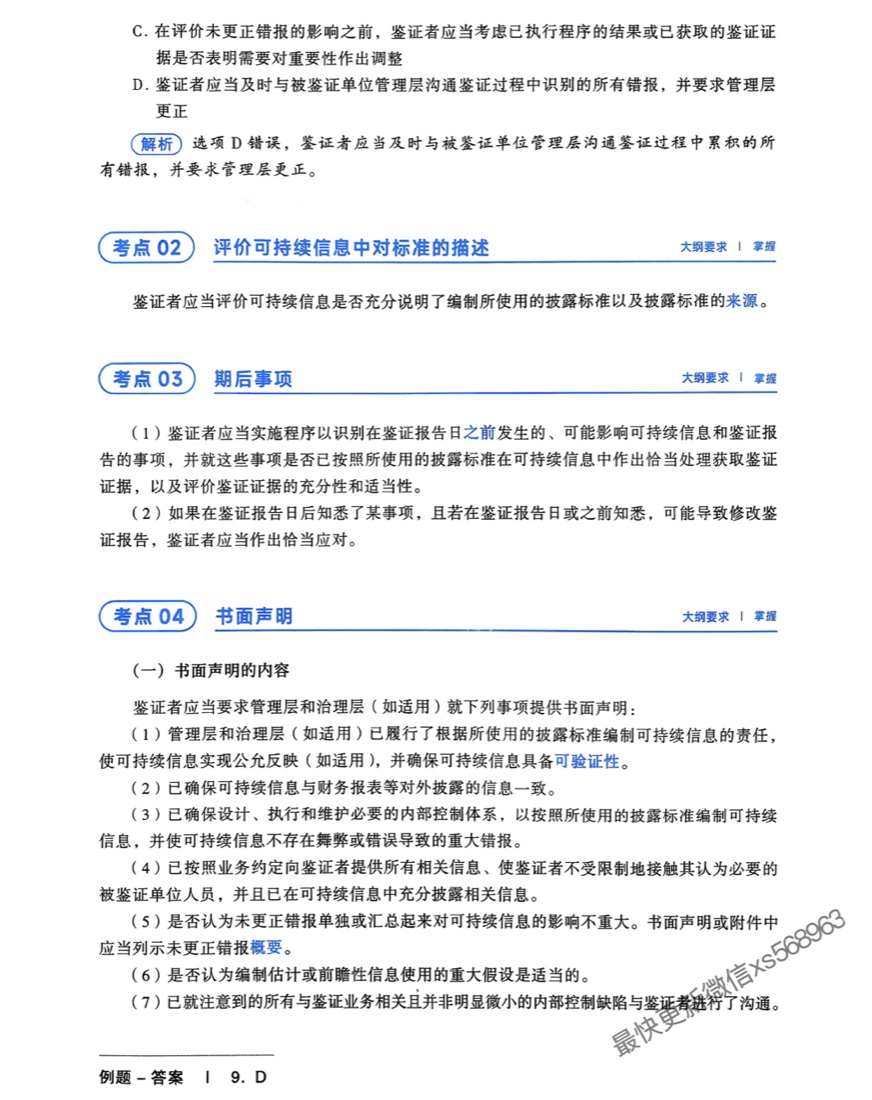 C. 在评价未更正错报的影响之前，鉴证者应当考虑已执行程序的结果或已获取的鉴证证
据是否表明需要对重要性作出调整
D. 鉴证者应当及时与被鉴证单位管理层沟通鉴证过程中识别的所有错报，并要求管理层
更正
解析 选项 D 错误，鉴证者应当及时与被鉴证单位管理层沟通鉴证过程中累积的所
有错报，并要求管理层更正。
考点 02 评价可持续信息中对标准的描述 大纲要求 | 掌握
鉴证者应当评价可持续信息是否充分说明了编制所使用的披露标准以及披露标准的来源。
考点 03 期后事项 大纲要求 | 掌握
（1）鉴证者应当实施程序以识别在鉴证报告日之前发生的、可能影响可持续信息和鉴证报
告的事项，并就这些事项是否已按照所使用的披露标准在可持续信息中作出恰当处理获取鉴证
证据，以及评价鉴证证据的充分性和适当性。
（2）如果在鉴证报告日后知悉了某事项，且若在鉴证报告日或之前知悉，可能导致修改鉴
证报告，鉴证者应当作出恰当应对。
考点 04 书面声明 大纲要求 | 掌握
（一）书面声明的内容
鉴证者应当要求管理层和治理层（如适用）就下列事项提供书面声明：
（1）管理层和治理层（如适用）已履行了根据所使用的披露标准编制可持续信息的责任，
使可持续信息实现公允反映（如适用），并确保可持续信息具备可验证性。
（2）已确保可持续信息与财务报表等对外披露的信息一致。
（3）已确保设计、执行和维护必要的内部控制体系，以按照所使用的披露标准编制可持续
信息，并使可持续信息不存在舞弊或错误导致的重大错报。
（4）已按照业务约定向鉴证者提供所有相关信息、使鉴证者不受限制地接触其认为必要的
被鉴证单位人员，并且已在可持续信息中充分披露相关信息。
（5）是否认为未更正错报单独或汇总起来对可持续信息的影响不重大。书面声明或附件中
应当列示未更正错报概要。
（6）是否认为编制估计或前瞻性信息使用的重大假设是适当的。
（7）已就注意到的所有与鉴证业务相关且并非明显微小的内部控制缺陷与鉴证者进行了沟通。
最快更新微信xs568963
例题 – 答案 | 9. D